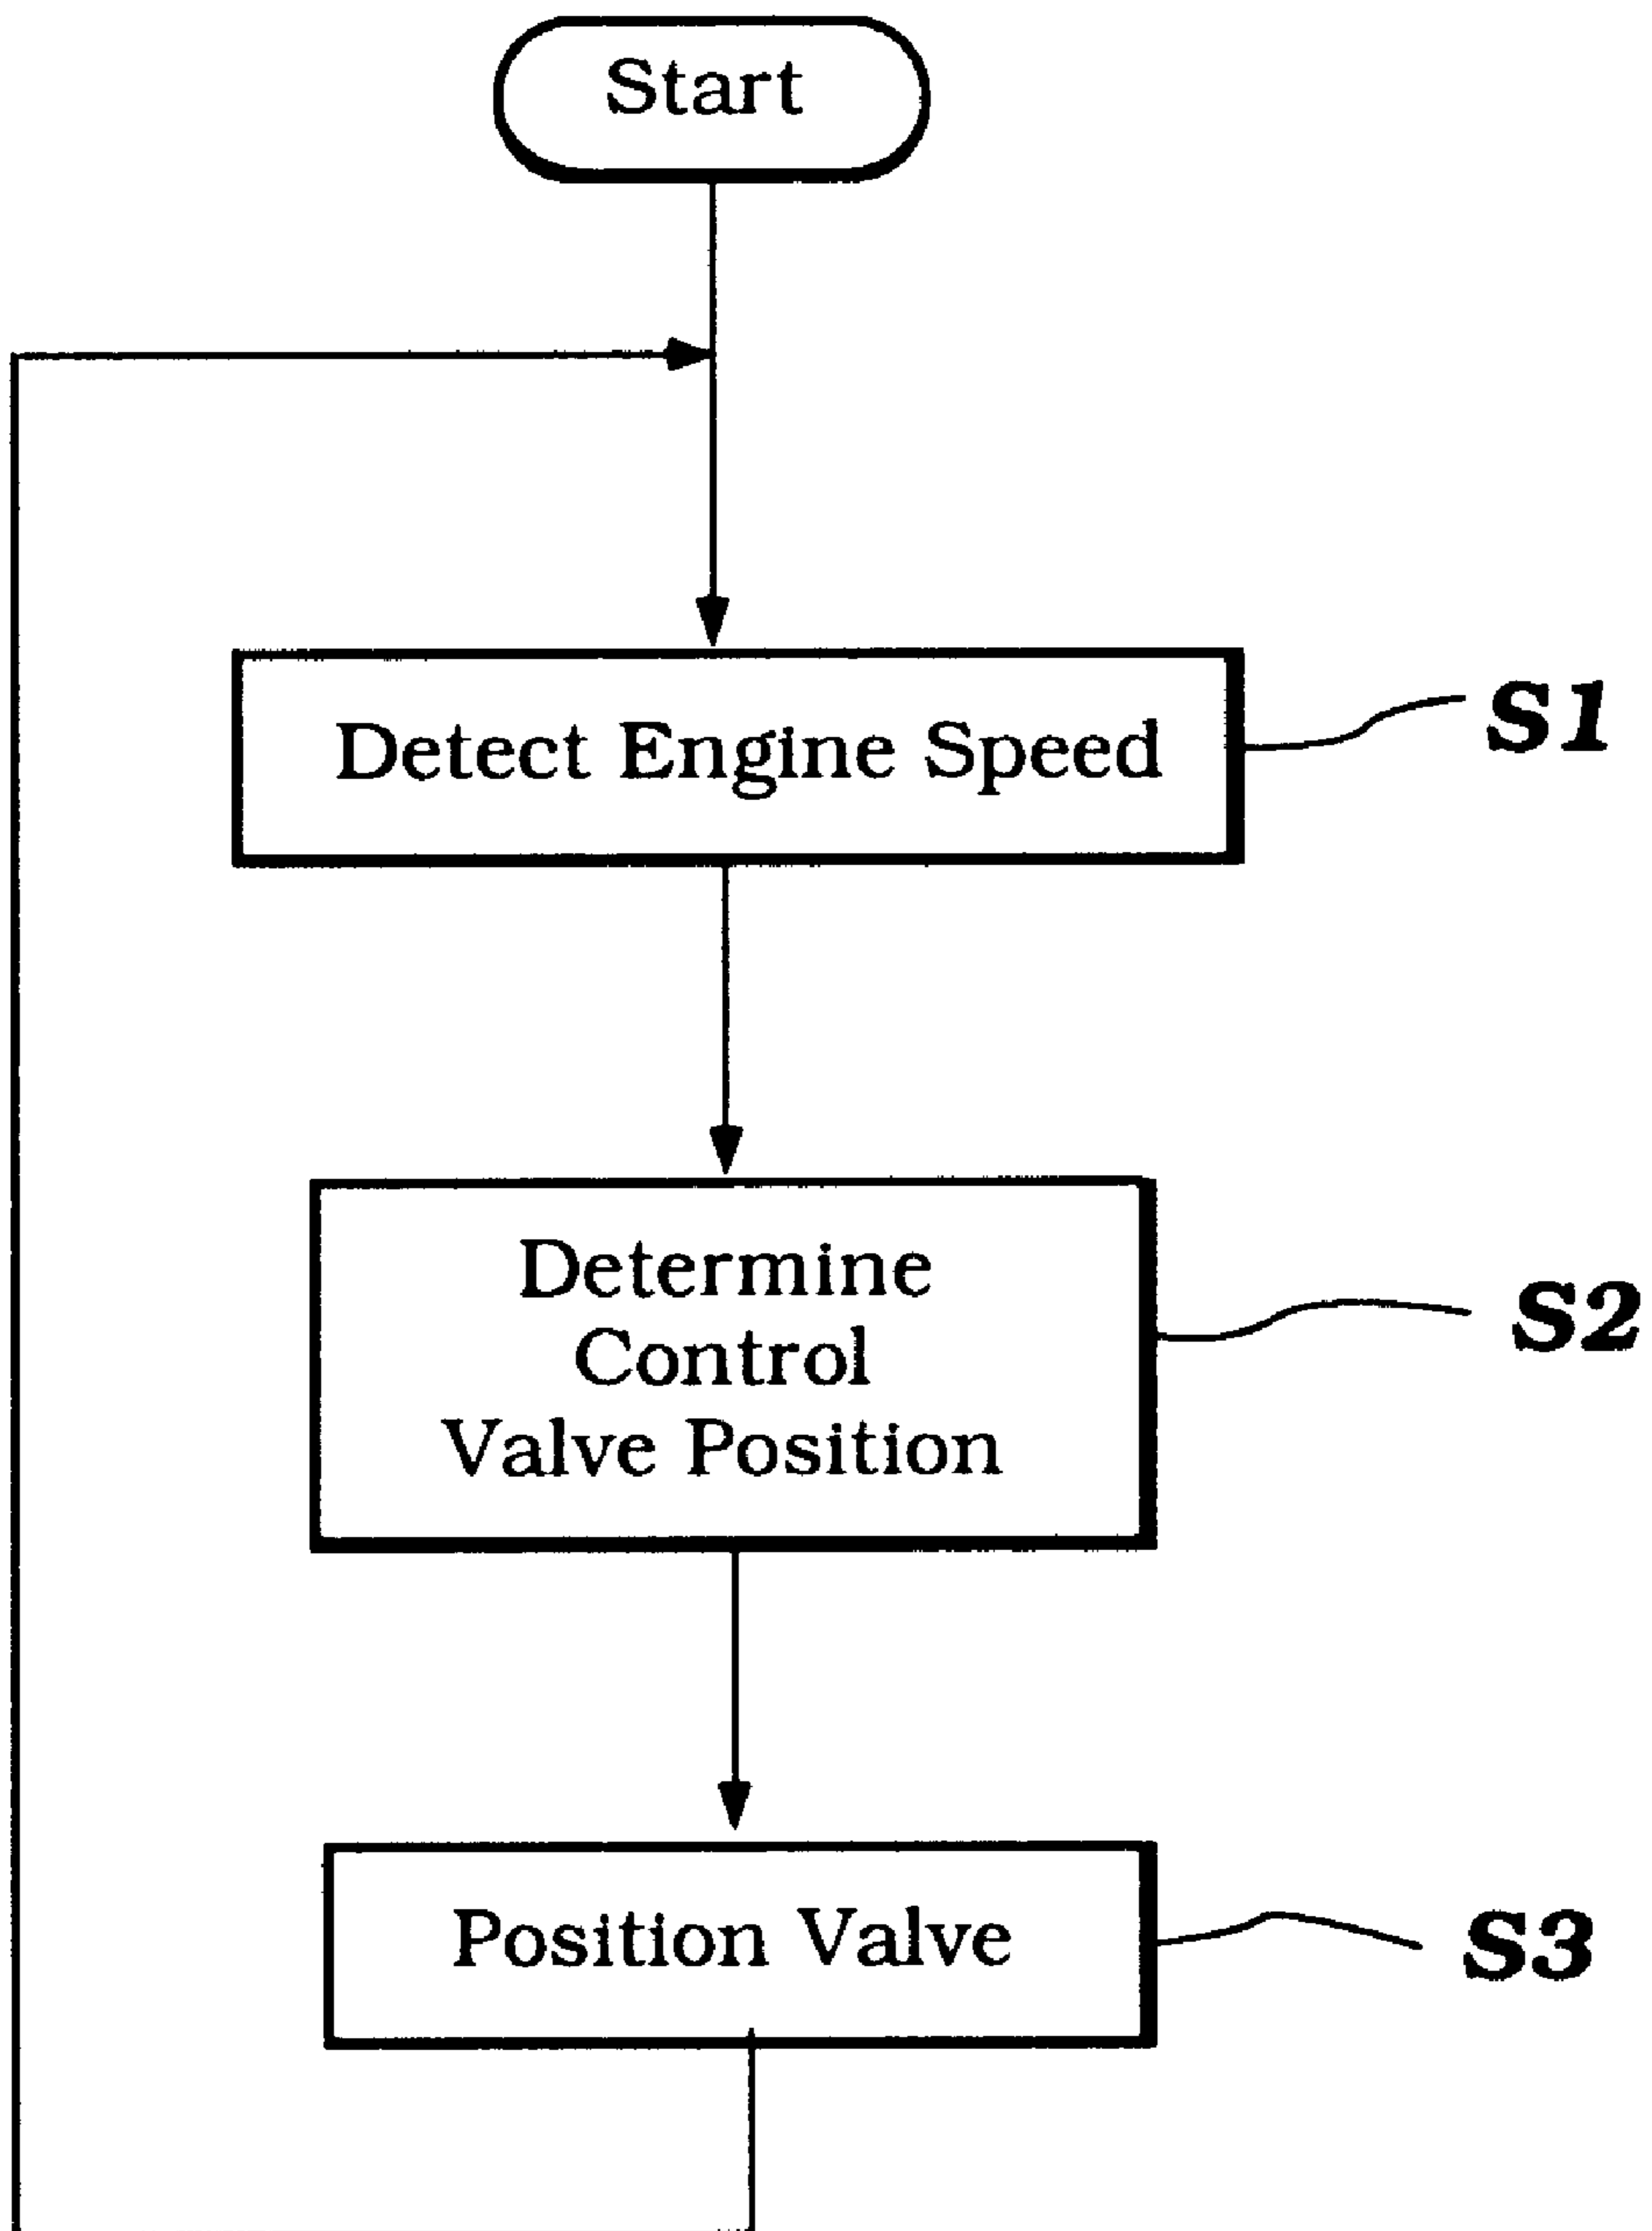 Start
Detect Engine Speed
S1
Determine
Control
Valve Position
S2
Position Valve
S3